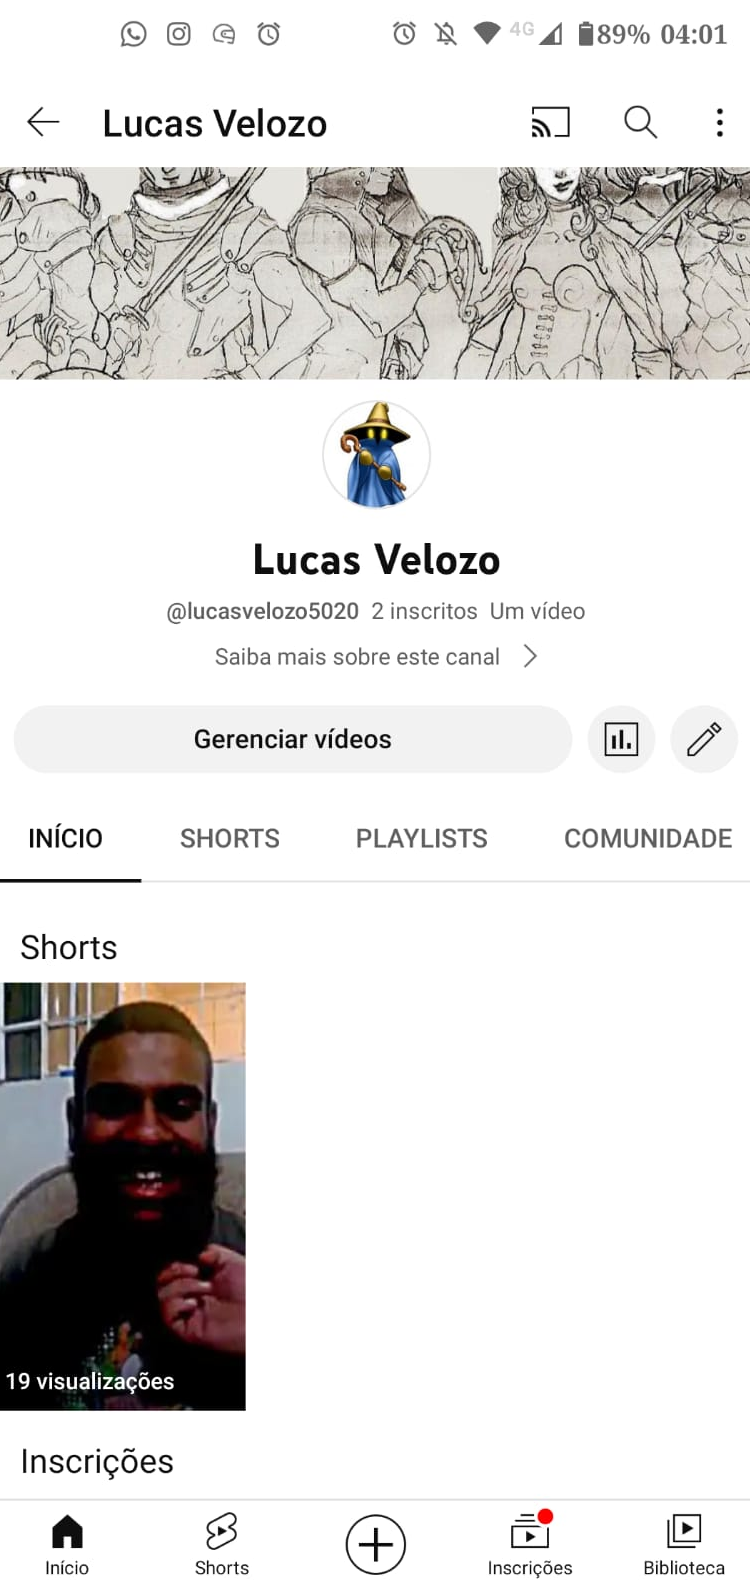 4G 89% 04:01
Lucas Velozo
Lucas Velozo
@lucasvelozo5020 2 inscritos Um vídeo
Saiba mais sobre este canal
Gerenciar vídeos
INÍCIO SHORTS PLAYLISTS COMUNIDADE
Shorts
19 visualizações
Inscrições
Início Shorts Inscrições Biblioteca